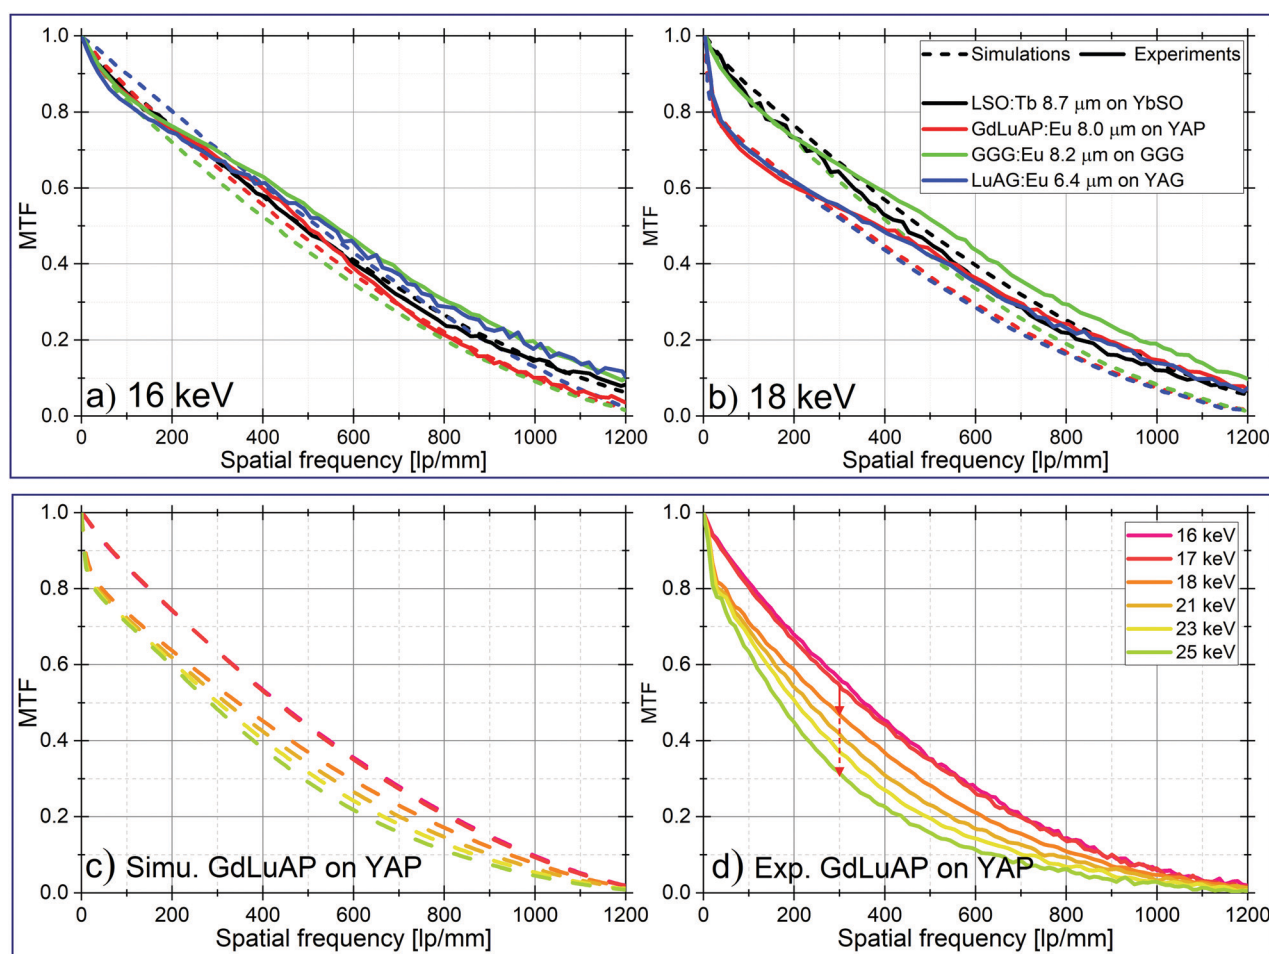 1.0
0.8
0.6
0.4
0.2
0.0
MTF
a) 16 keV
0 200 400 600 800 1000 1200
Spatial frequency [lp/mm]
1.0
0.8
0.6
0.4
0.2
0.0
MTF
Simulations Experiments
LSO:Tb 8.7 μm on YbSO
GdLuAP:Eu 8.0 μm on YAP
GGG:Eu 8.2 μm on GGG
LuAG:Eu 6.4 μm on YAG
b) 18 keV
0 200 400 600 800 1000 1200
Spatial frequency [lp/mm]
1.0
0.8
0.6
0.4
0.2
0.0
MTF
c) Simu. GdLuAP on YAP
0 200 400 600 800 1000 1200
Spatial frequency [lp/mm]
1.0
0.8
0.6
0.4
0.2
0.0
MTF
16 keV
17 keV
18 keV
21 keV
23 keV
25 keV
d) Exp. GdLuAP on YAP
0 200 400 600 800 1000 1200
Spatial frequency [lp/mm]